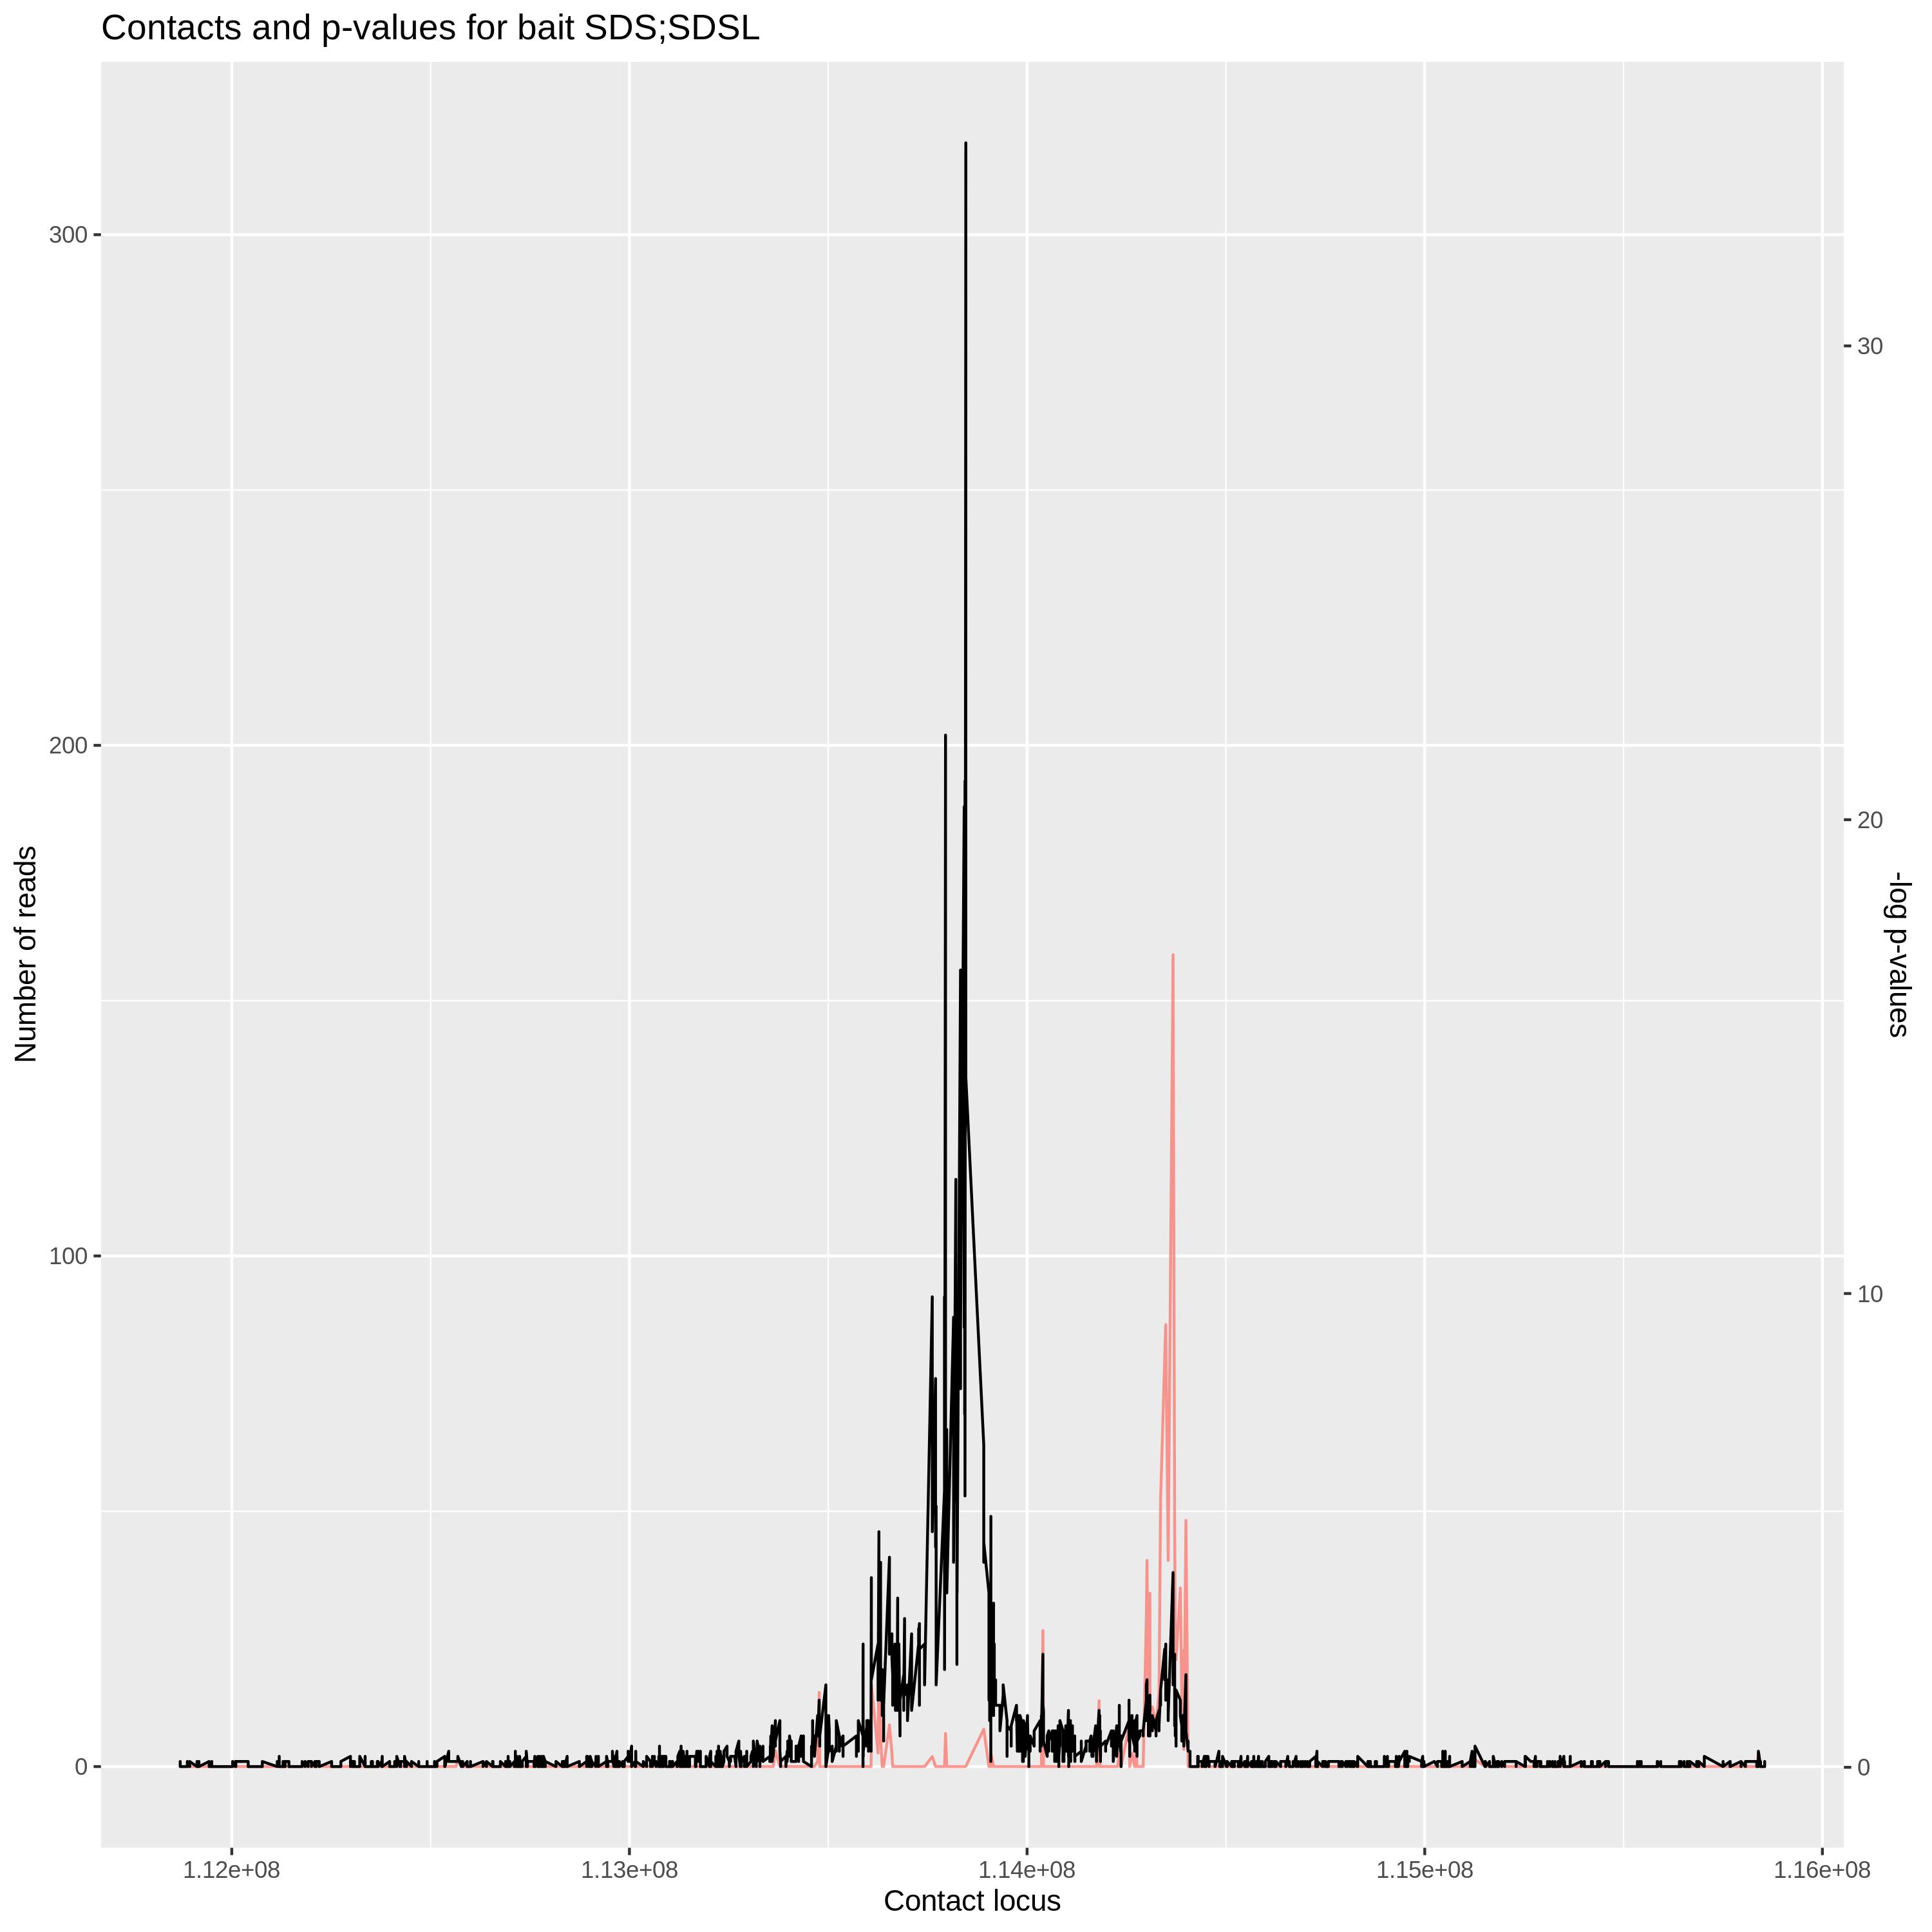 Contacts and p-values for bait SDS;SDSL
300
200
100
0
Number of reads
30
20
10
0
-log p-values
1.12e+08
1.13e+08
1.14e+08
1.15e+08
1.16e+08
Contact locus